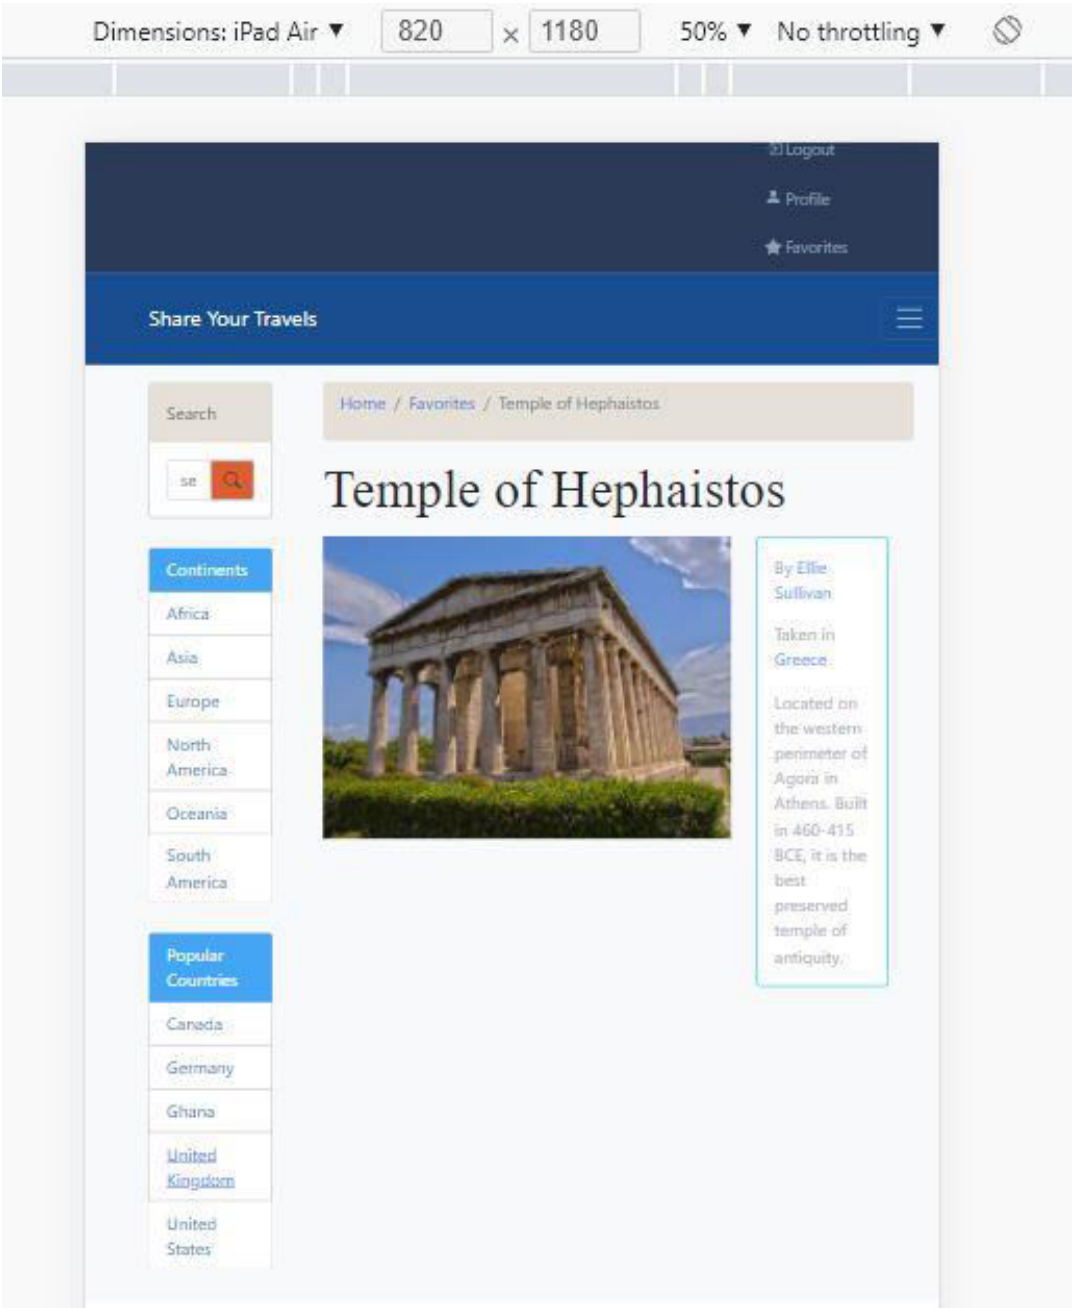 Dimensions: iPad Air ▼ 820 × 1180 50% ▼ No throttling ▼
Logout
Profile
Favorites
Share Your Travels
Search
se
Continents
Africa
Asia
Europe
North
America
Oceania
South
America
Popular
Countries
Canada
Germany
Ghana
United
Kingdom
United
States
Home / Favorites / Temple of Hephaistos
Temple of Hephaistos
By Ellie
Sullivan
Taken in
Greece
Located on
the western
perimeter of
Agora in
Athens. Built
in 460-415
BCE, it is the
best
preserved
temple of
antiquity.